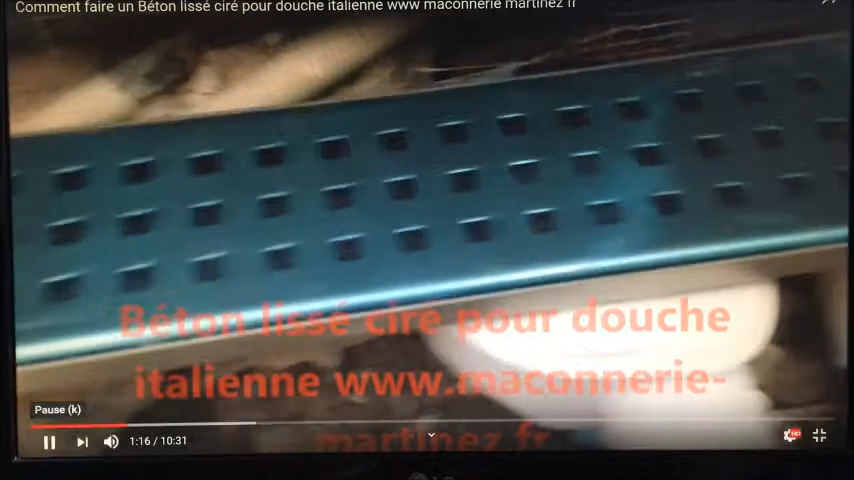 Comment faire un Béton lissé ciré pour douche italienne www maconnerie martinez fr
Béton lissé ciré pour douche
italienne www.maconnerie-
martinez.fr
Pause (k)
1:16 / 10:31
HD